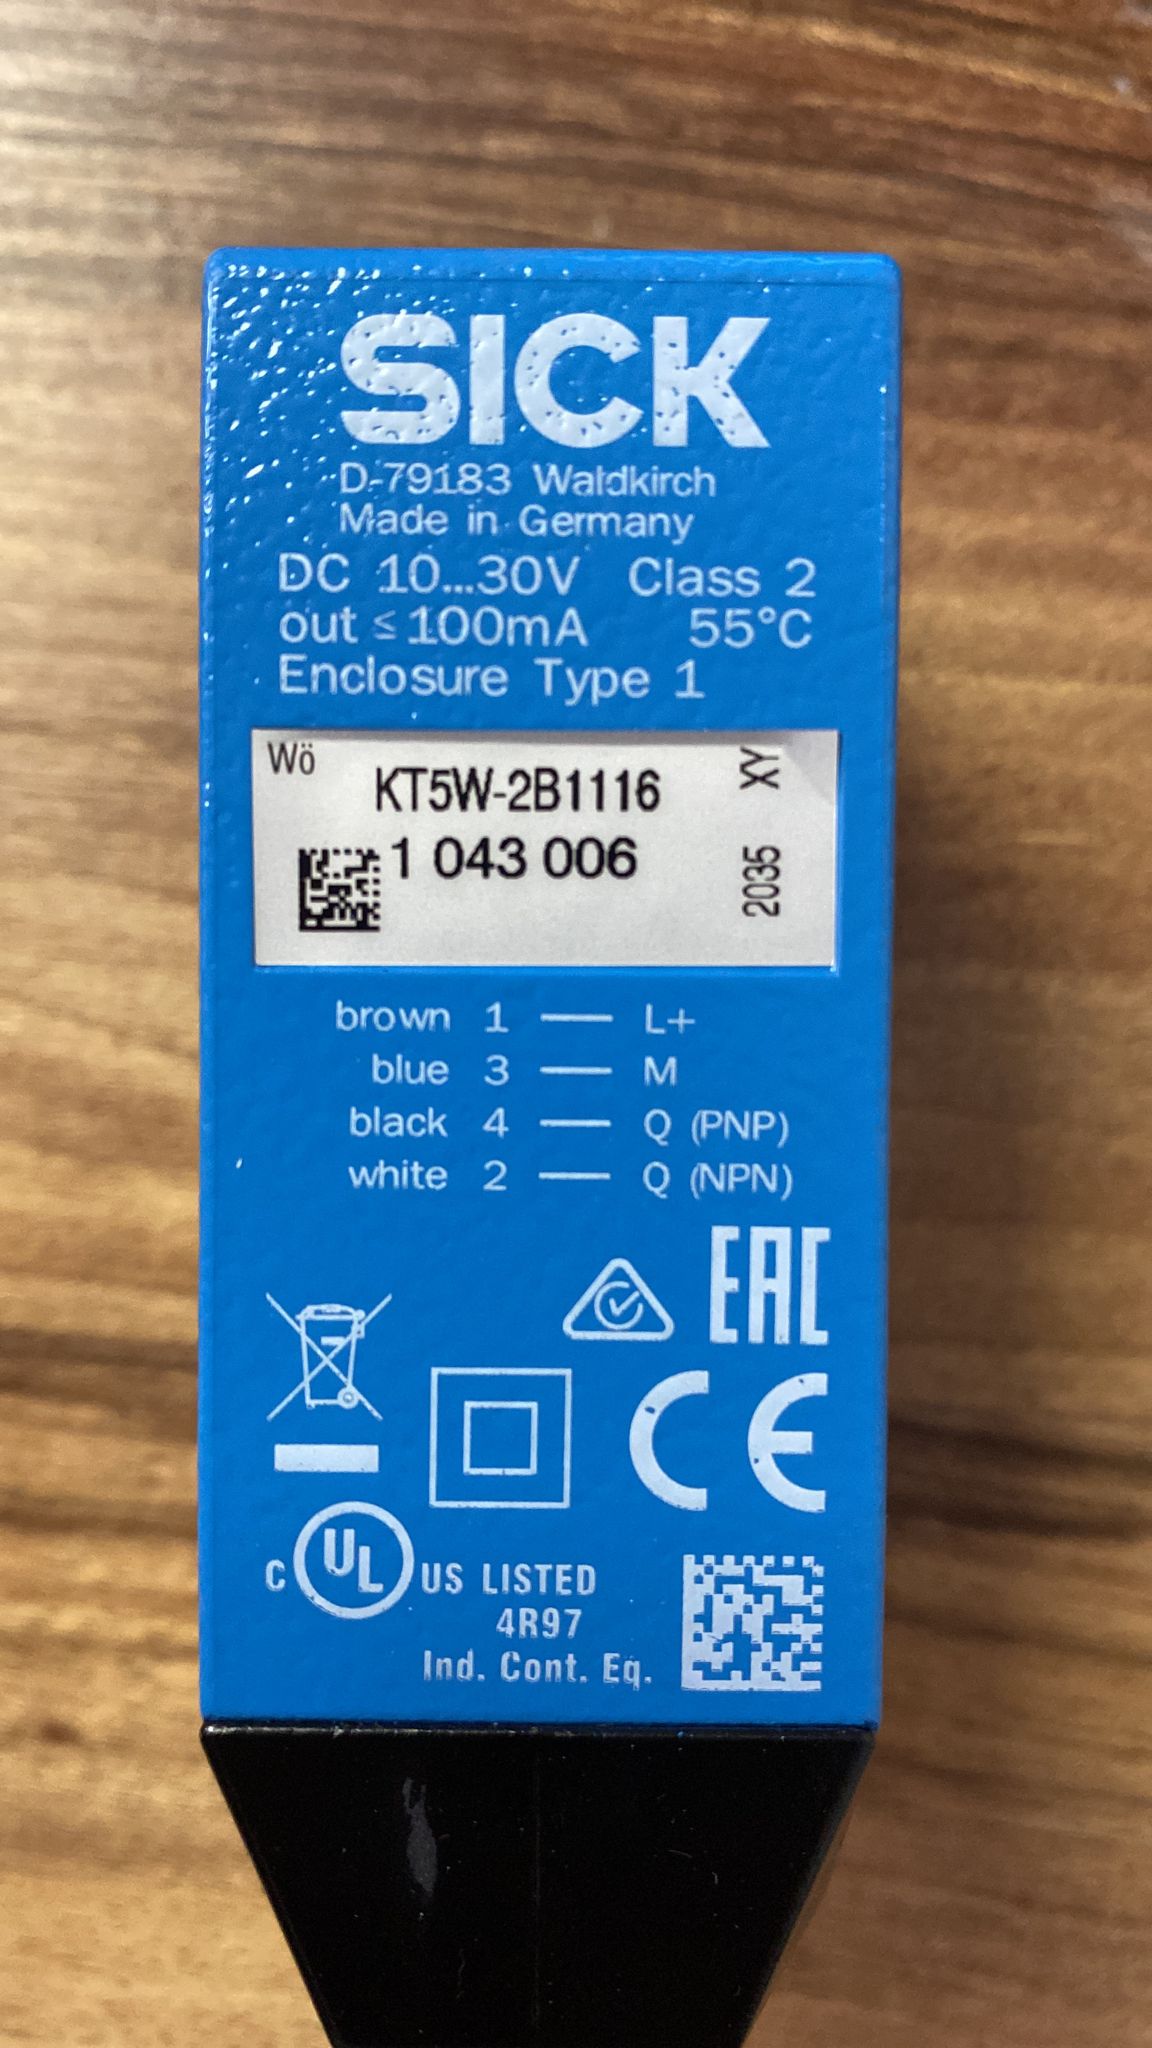 SICK
D-79183 Waldkirch
Made in Germany
DC 10...30V Class 2
out ≤ 100mA 55°C
Enclosure Type 1
Wö
KT5W-2B1116
XY
1 043 006
2035
brown 1 — L+
blue 3 — M
black 4 — Q (PNP)
white 2 — Q (NPN)
EAC
CE
C UL US LISTED
4R97
Ind. Cont. Eq.